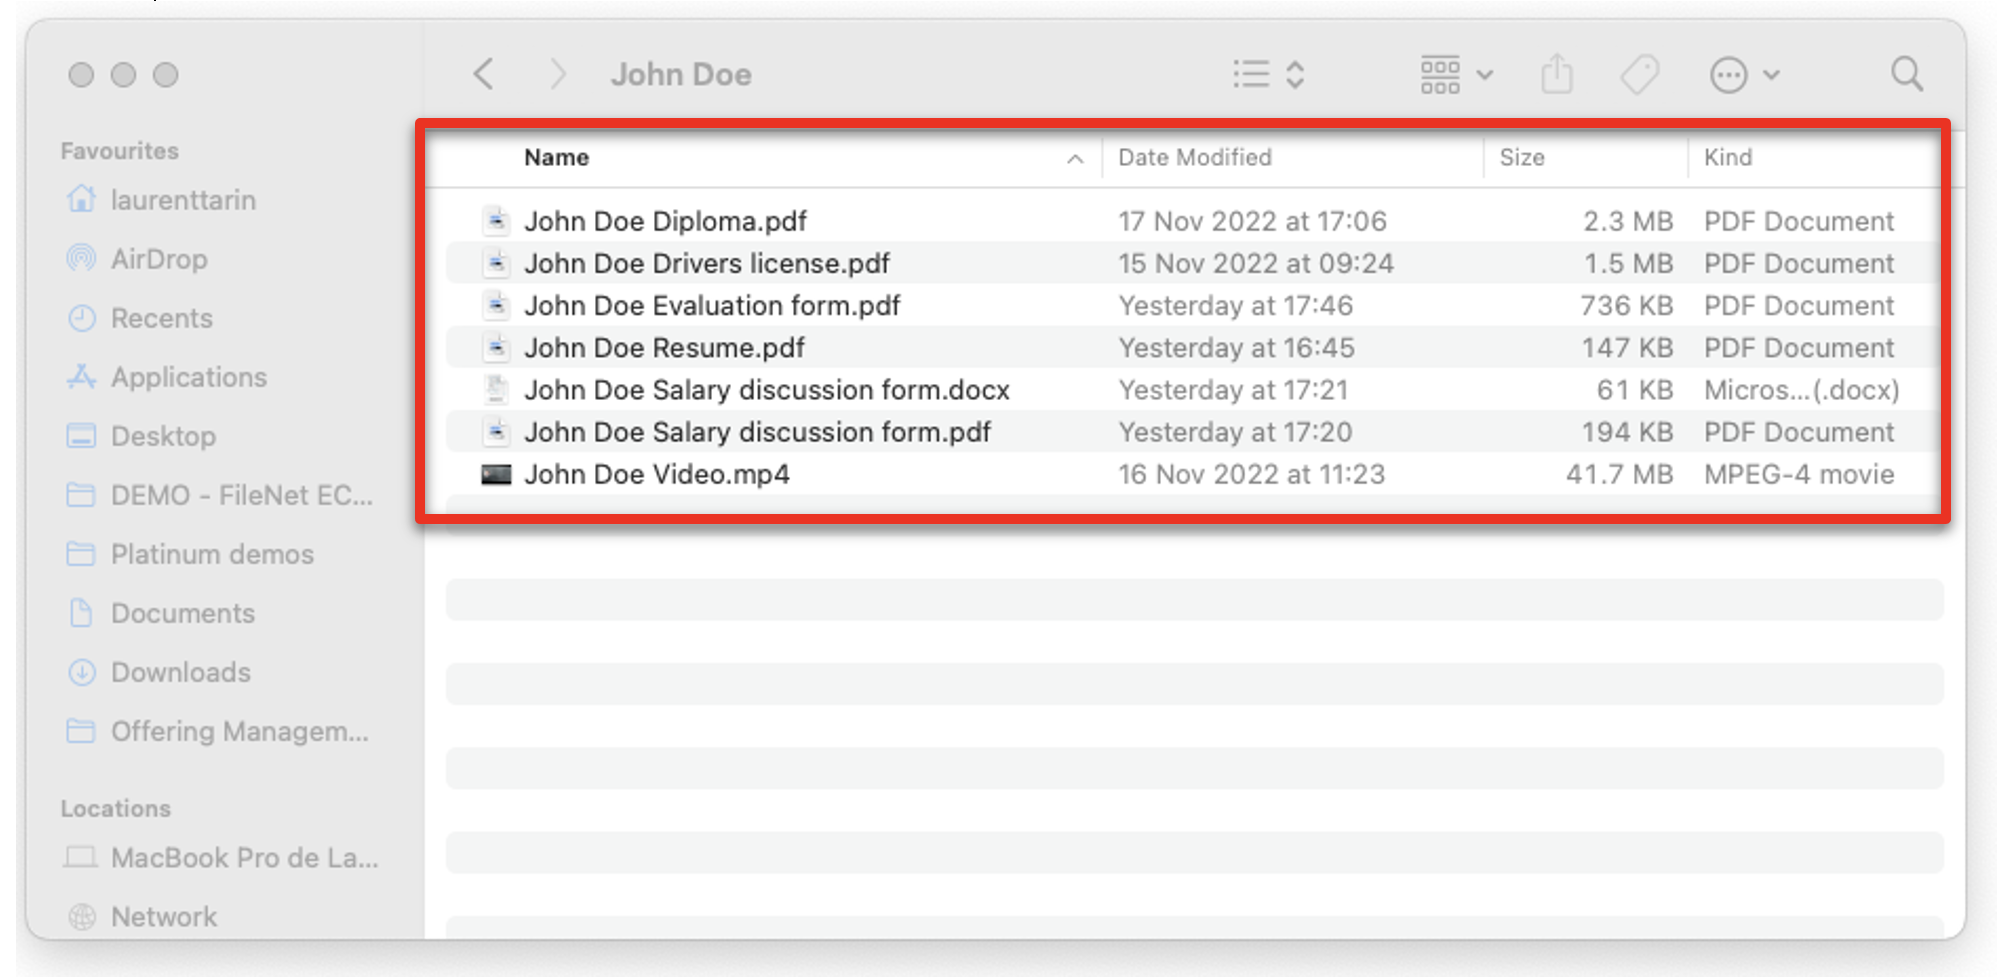 John Doe
Favourites
laurenttarin
AirDrop
Recents
Applications
Desktop
DEMO - FileNet EC...
Platinum demos
Documents
Downloads
Offering Managem...
Locations
MacBook Pro de La...
Network
Name Date Modified Size Kind
John Doe Diploma.pdf 17 Nov 2022 at 17:06 2.3 MB PDF Document
John Doe Drivers license.pdf 15 Nov 2022 at 09:24 1.5 MB PDF Document
John Doe Evaluation form.pdf Yesterday at 17:46 736 KB PDF Document
John Doe Resume.pdf Yesterday at 16:45 147 KB PDF Document
John Doe Salary discussion form.docx Yesterday at 17:21 61 KB Micros...(.docx)
John Doe Salary discussion form.pdf Yesterday at 17:20 194 KB PDF Document
John Doe Video.mp4 16 Nov 2022 at 11:23 41.7 MB MPEG-4 movie